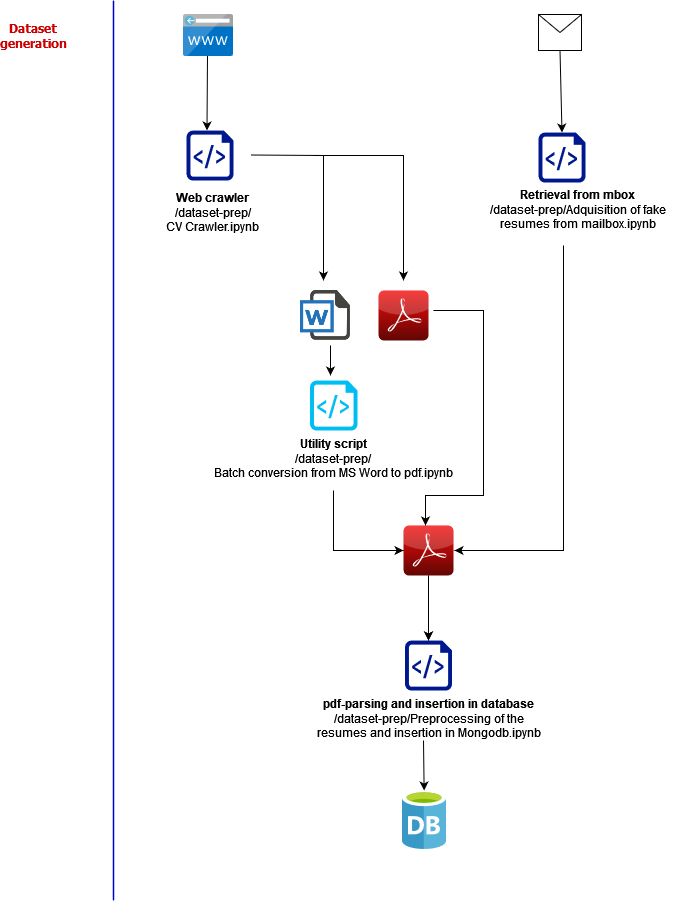 Dataset
generation
WWW
Web crawler
/dataset-prep/
CV Crawler.ipynb
Retrieval from mbox
/dataset-prep/Adquisition of fake
resumes from mailbox.ipynb
W
Utility script
/dataset-prep/
Batch conversion from MS Word to pdf.ipynb
pdf-parsing and insertion in database
/dataset-prep/Preprocessing of the
resumes and insertion in Mongodb.ipynb
DB